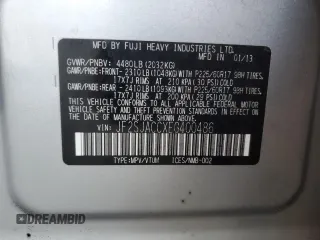 MFD BY FUJI HEAVY INDUSTRIES LTD.
MADE IN 01/13
GVWR/PNBV: 4480LB(2032KG)
GAWR/PNBE: FRONT- 2310LB(1048KG)WITH P225/60R17 98H TIRES,
17X7J RIMS AT 210 KPA(30 PSI)COLD
GAWR/PNBE: REAR - 2410LB(1093KG)WITH P225/60R17 98H TIRES,
17X7J RIMS AT 200 KPA(29 PSI)COLD
THIS VEHICLE CONFORMS TO ALL APPLICABLE FEDERAL MOTOR
VEHICLE SAFETY STANDARDS IN EFFECT ON THE DATE OF
MANUFACTURE SHOWN ABOVE.
VIN: JF2SJACCXEG400486
TYPE:MPV/VTUM ICES/NMB-002
© DIRAMBID
DIRAMBID